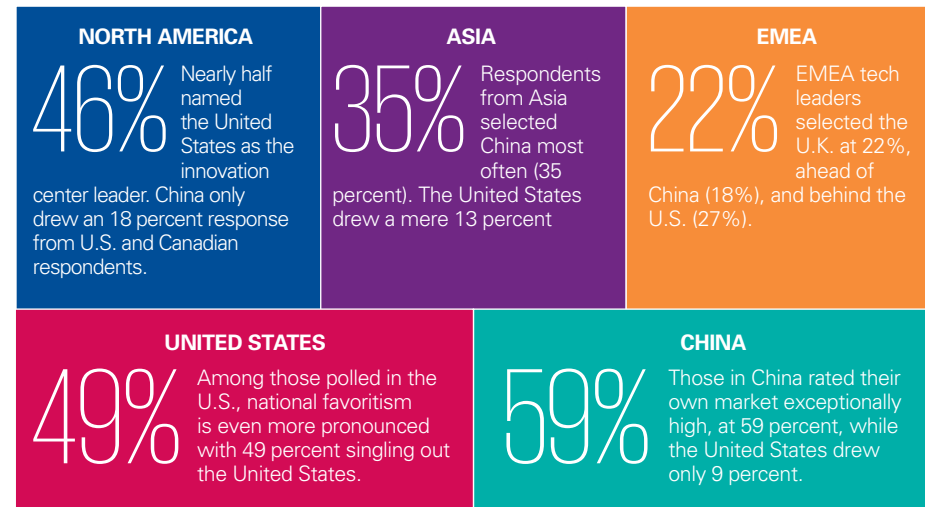 NORTH AMERICA
46%
Nearly half
named
the United
States as the
innovation
center leader. China only
drew an 18 percent response
from U.S. and Canadian
respondents.
ASIA
35%
Respondents
from Asia
selected
China most
often (35
percent). The United States
drew a mere 13 percent
EMEA
22%
EMEA tech
leaders
selected the
U.K. at 22%,
ahead of
China (18%), and behind the
U.S. (27%).
UNITED STATES
49%
Among those polled in the
U.S., national favoritism
is even more pronounced
with 49 percent singling out
the United States.
CHINA
59%
Those in China rated their
own market exceptionally
high, at 59 percent, while
the United States drew
only 9 percent.